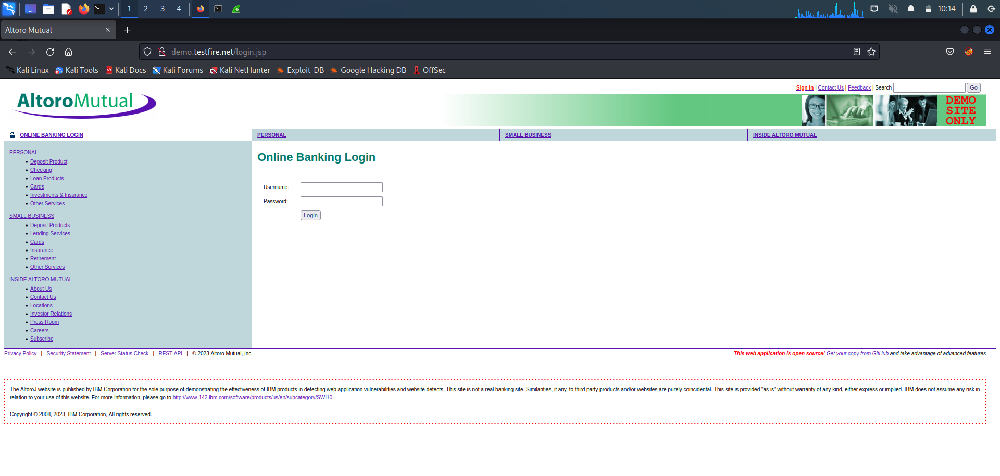 1 2 3 4 10:14
Altoro Mutual
demo.testfire.net/login.jsp
Kali Linux Kali Tools Kali Docs Kali Forums Kali NetHunter Exploit-DB Google Hacking DB OffSec
Sign In | Contact Us | Feedback | Search Go
AltoroMutual
DEMO
SITE
ONLY
ONLINE BANKING LOGIN PERSONAL SMALL BUSINESS INSIDE ALTORO MUTUAL
PERSONAL
Deposit Product
Checking
Loan Products
Cards
Investments & Insurance
Other Services
SMALL BUSINESS
Deposit Products
Lending Services
Cards
Insurance
Retirement
Other Services
INSIDE ALTORO MUTUAL
About Us
Contact Us
Locations
Investor Relations
Press Room
Careers
Subscribe
Online Banking Login
Username:
Password:
Login
Privacy Policy | Security Statement | Server Status Check | REST API | © 2023 Altoro Mutual, Inc. This web application is open source! Get your copy from GitHub and take advantage of advanced features
The AltoroJ website is published by IBM Corporation for the sole purpose of demonstrating the effectiveness of IBM products in detecting web application vulnerabilities and website defects. This site is not a real banking site. Similarities, if any, to third party products and/or websites are purely coincidental. This site is provided "as is" without warranty of any kind, either express or implied. IBM does not assume any risk in
relation to your use of this website. For more information, please go to http://www-142.ibm.com/software/products/us/en/subcategory/SWI10.
Copyright © 2008, 2023, IBM Corporation, All rights reserved.